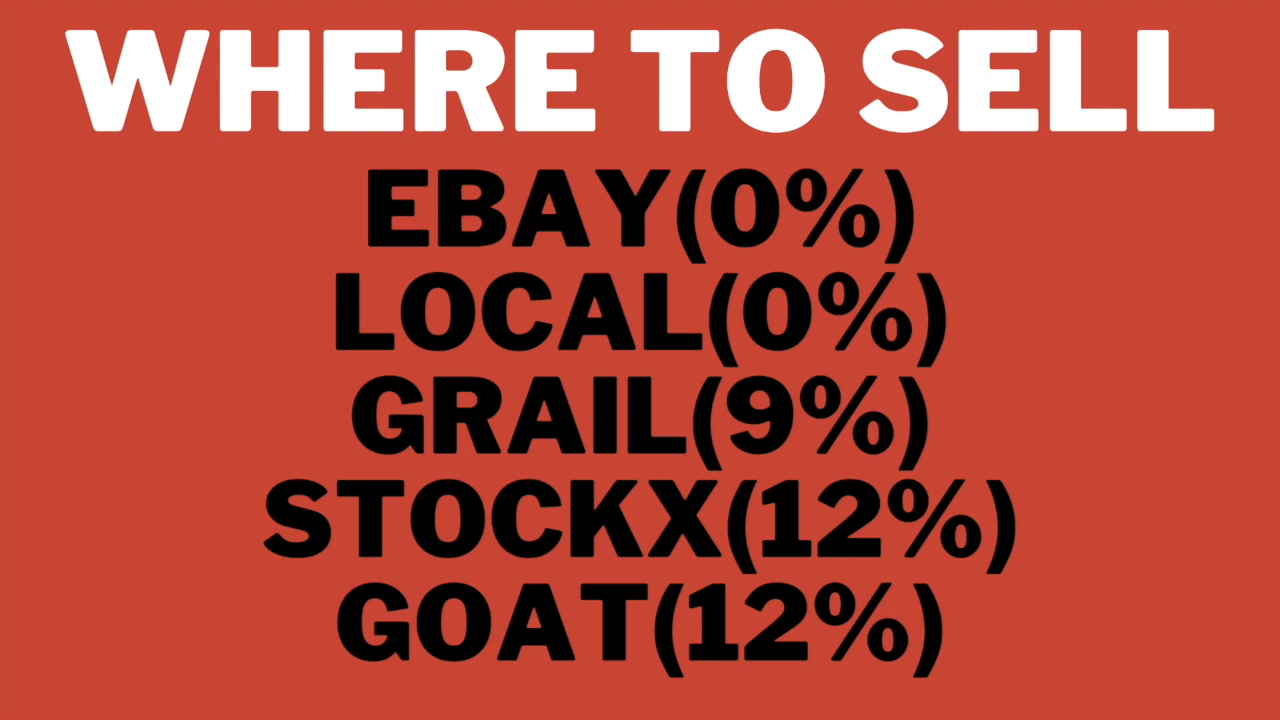 WHERE TO SELL
EBAY(0%)
LOCAL(0%)
GRAIL(9%)
STOCKX(12%)
GOAT(12%)